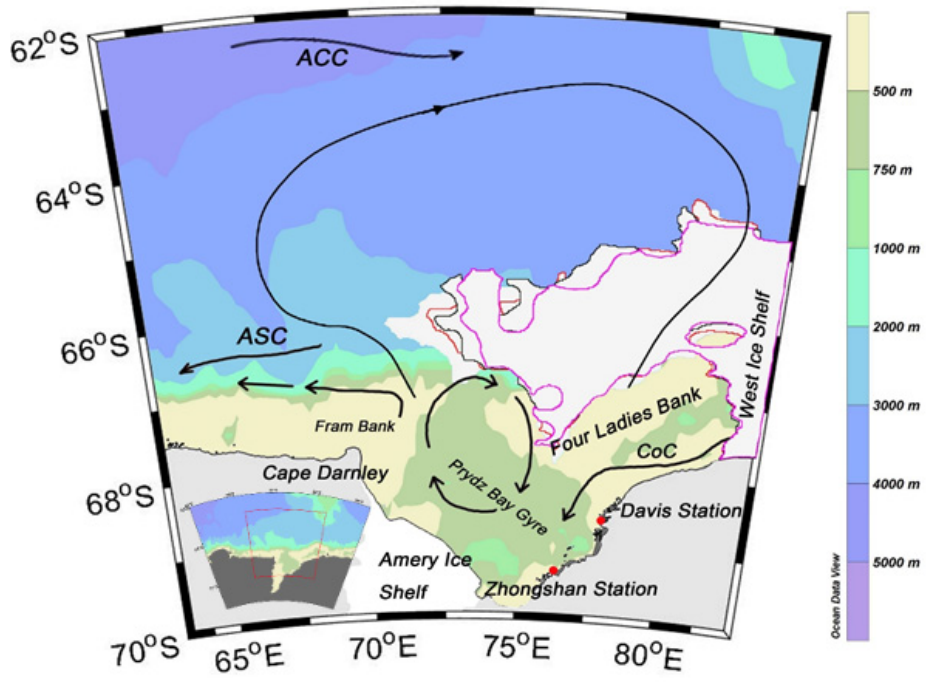 62°S
64°S
66°S
68°S
70°S
65°E
70°E
75°E
80°E
ACC
ASC
Fram Bank
Cape Darnley
Prydz Bay Gyre
Four Ladies Bank
CoC
West Ice Shelf
Davis Station
Zhongshan Station
Amery Ice
Shelf
500 m
750 m
1000 m
2000 m
3000 m
4000 m
5000 m
Ocean Data View